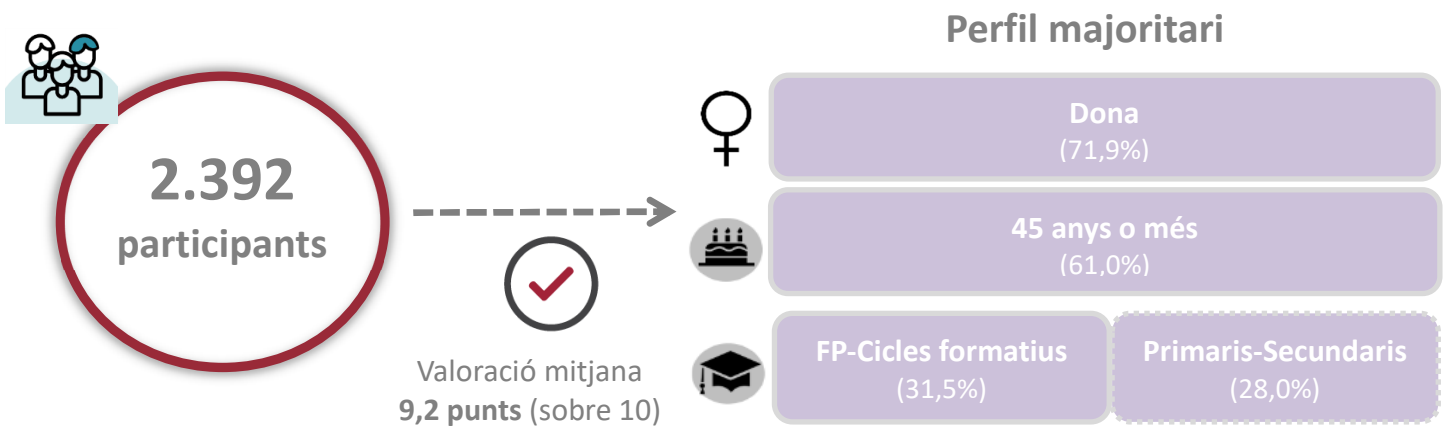 2.392
participants
Valoració mitjana
9,2 punts (sobre 10)
Perfil majoritari
Dona
(71,9%)
45 anys o més
(61,0%)
FP-Cicles formatius
(31,5%)
Primaris-Secundaris
(28,0%)